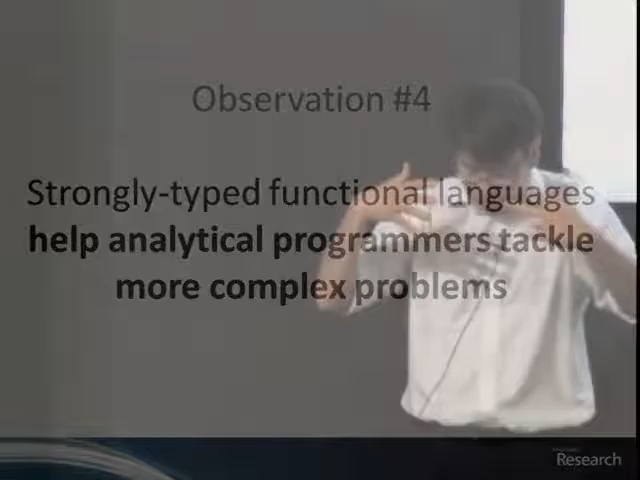 Observation #4
Strongly-typed functional languages
help analytical programmers tackle
more complex problems
Research